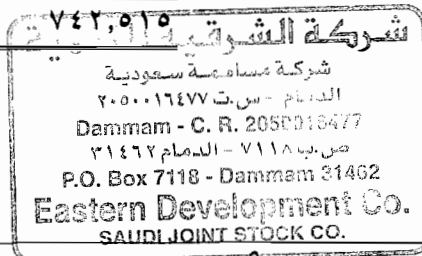 ٧٤٢,٥١٥
شركة الشرقية
شركة مساهمة سعودية
الدمام - س.ت ٢٠٥٠٠١٦٤٧٧
Dammam - C. R. 2050016477
ص.ب ٧١١٨ - الدمام ٣١٤٦٢
P.O. Box 7118 - Dammam 31462
Eastern Development Co.
SAUDI JOINT STOCK CO.